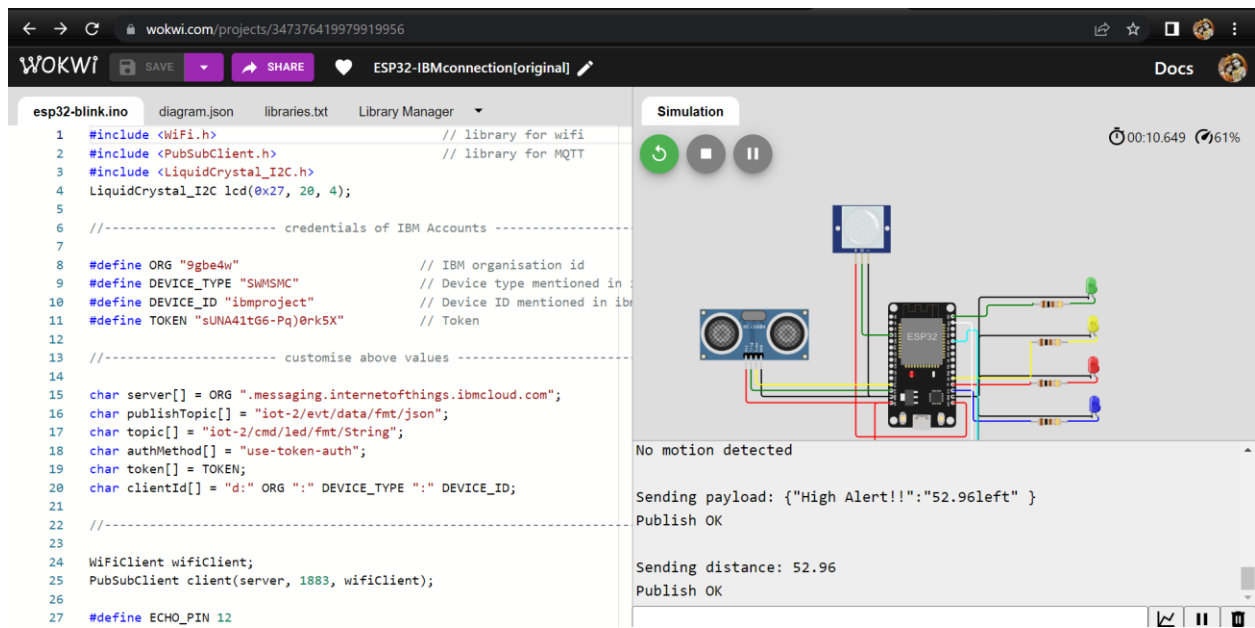 wokwi.com/projects/347376419979919956
WOKWI SAVE SHARE ESP32-IBMconnection[original] Docs
esp32-blink.ino diagram.json libraries.txt Library Manager
1 #include <WiFi.h> // library for wifi
2 #include <PubSubClient.h> // library for MQTT
3 #include <LiquidCrystal_I2C.h>
4 LiquidCrystal_I2C lcd(0x27, 20, 4);
5
6 //----------------------- credentials of IBM Accounts ------------------
7
8 #define ORG "9gbe4w" // IBM organisation id
9 #define DEVICE_TYPE "SWMSMC" // Device type mentioned in
10 #define DEVICE_ID "ibmproject" // Device ID mentioned in ibm
11 #define TOKEN "sUNA41tG6-Pq)0rk5X" // Token
12
13 //----------------------- customise above values -----------------------
14
15 char server[] = ORG ".messaging.internetofthings.ibmcloud.com";
16 char publishTopic[] = "iot-2/evt/data/fmt/json";
17 char topic[] = "iot-2/cmd/led/fmt/String";
18 char authMethod[] = "use-token-auth";
19 char token[] = TOKEN;
20 char clientId[] = "d:" ORG ":" DEVICE_TYPE ":" DEVICE_ID;
21
22 //----------------------------------------------------------------------
23
24 WiFiClient wifiClient;
25 PubSubClient client(server, 1883, wifiClient);
26
27 #define ECHO_PIN 12
Simulation
00:10.649 61%
HC-SR04
ESP32
No motion detected
Sending payload: {"High Alert!!":"52.96left" }
Publish OK
Sending distance: 52.96
Publish OK